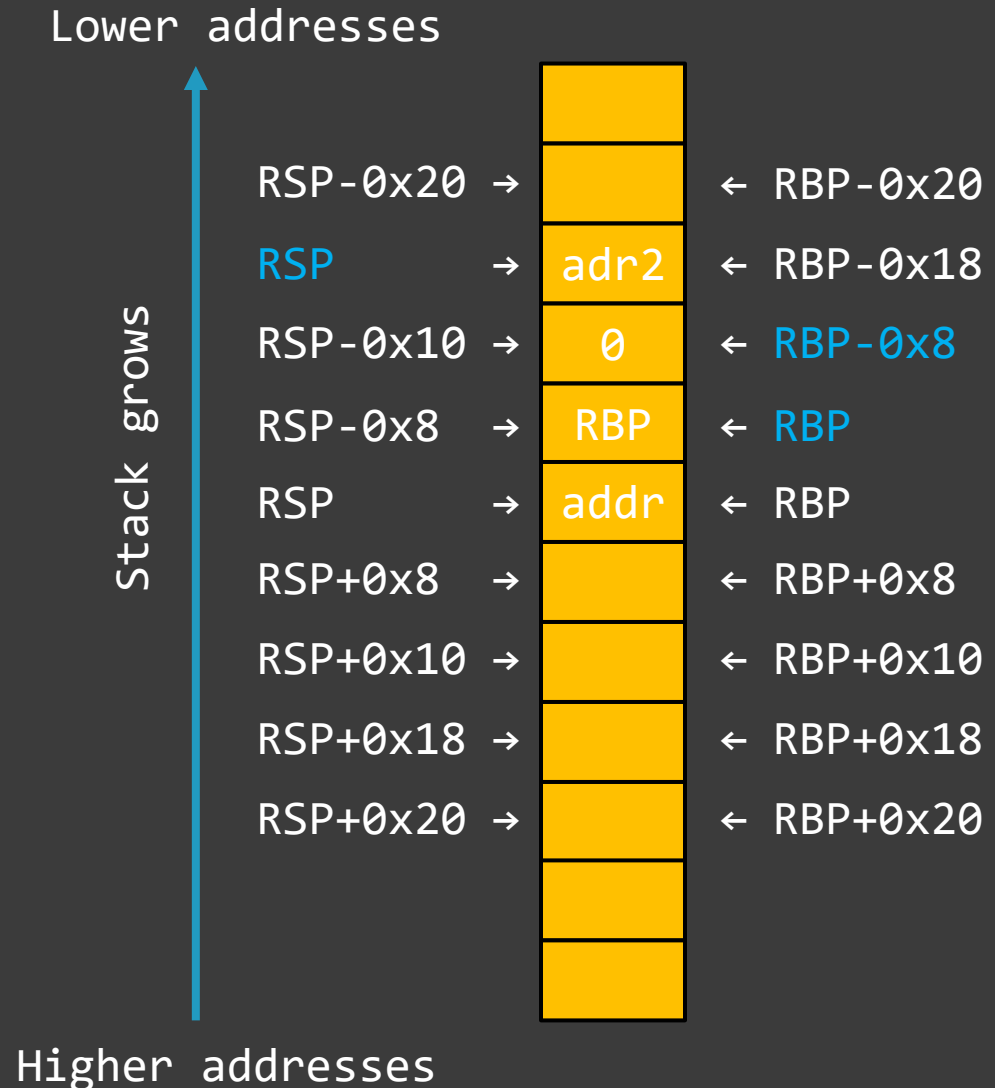 Lower addresses
RSP-0x20 → ← RBP-0x20
RSP → adr2 ← RBP-0x18
RSP-0x10 → 0 ← RBP-0x8
RSP-0x8 → RBP ← RBP
RSP → addr ← RBP
RSP+0x8 → ← RBP+0x8
RSP+0x10 → ← RBP+0x10
RSP+0x18 → ← RBP+0x18
RSP+0x20 → ← RBP+0x20
Stack grows
Higher addresses